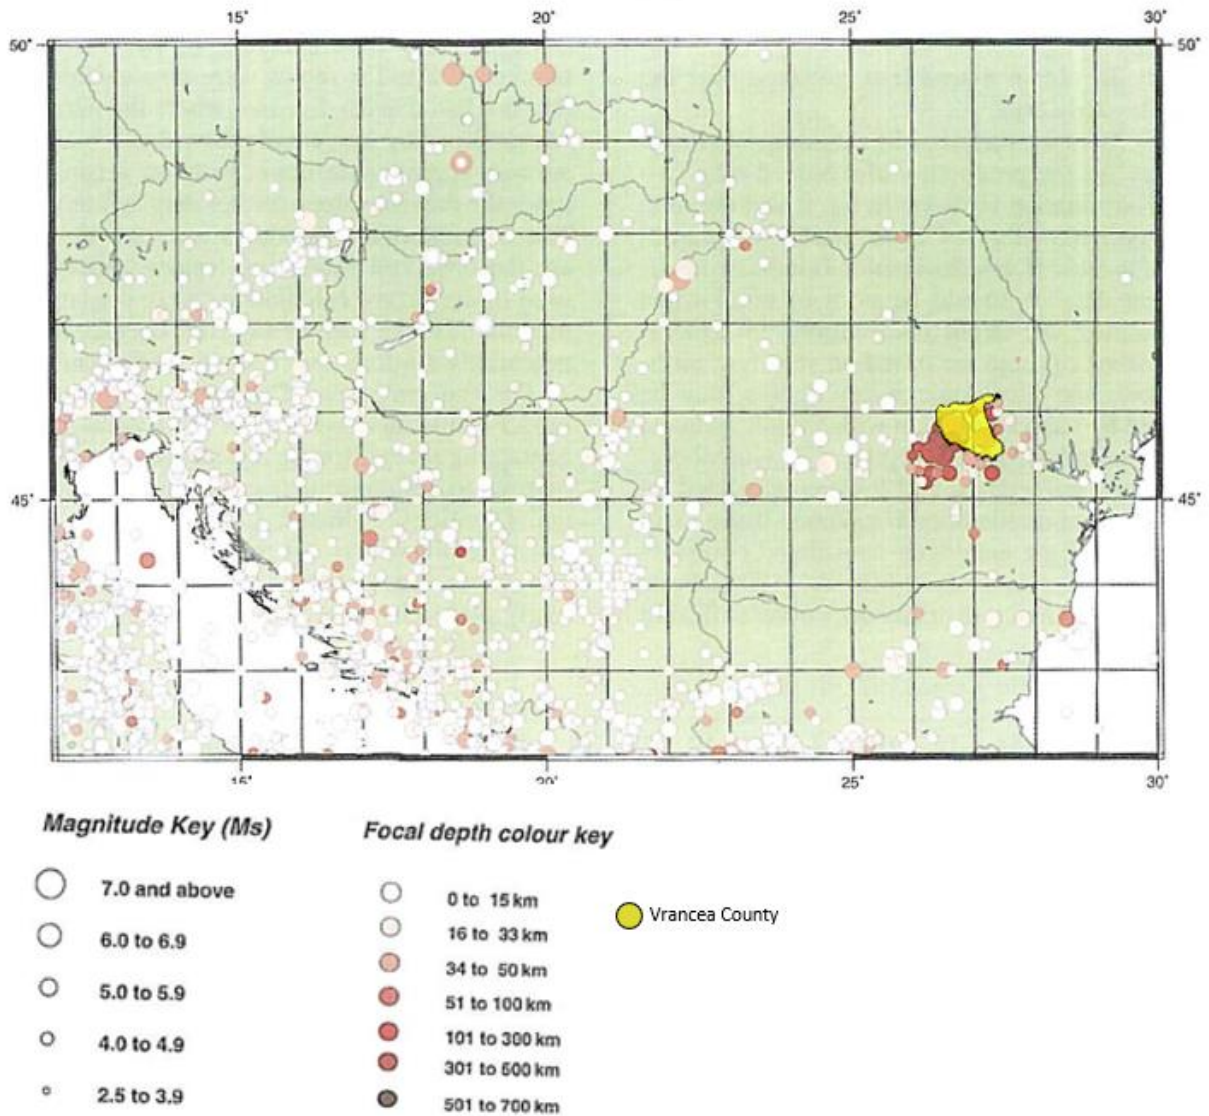 15° 20° 25° 30°
50° 50°
45° 45°
15° 20° 25° 30°
Magnitude Key (Ms)
7.0 and above
6.0 to 6.9
5.0 to 5.9
4.0 to 4.9
2.5 to 3.9
Focal depth colour key
0 to 15 km
16 to 33 km
34 to 50 km
51 to 100 km
101 to 300 km
301 to 500 km
501 to 700 km
Vrancea County